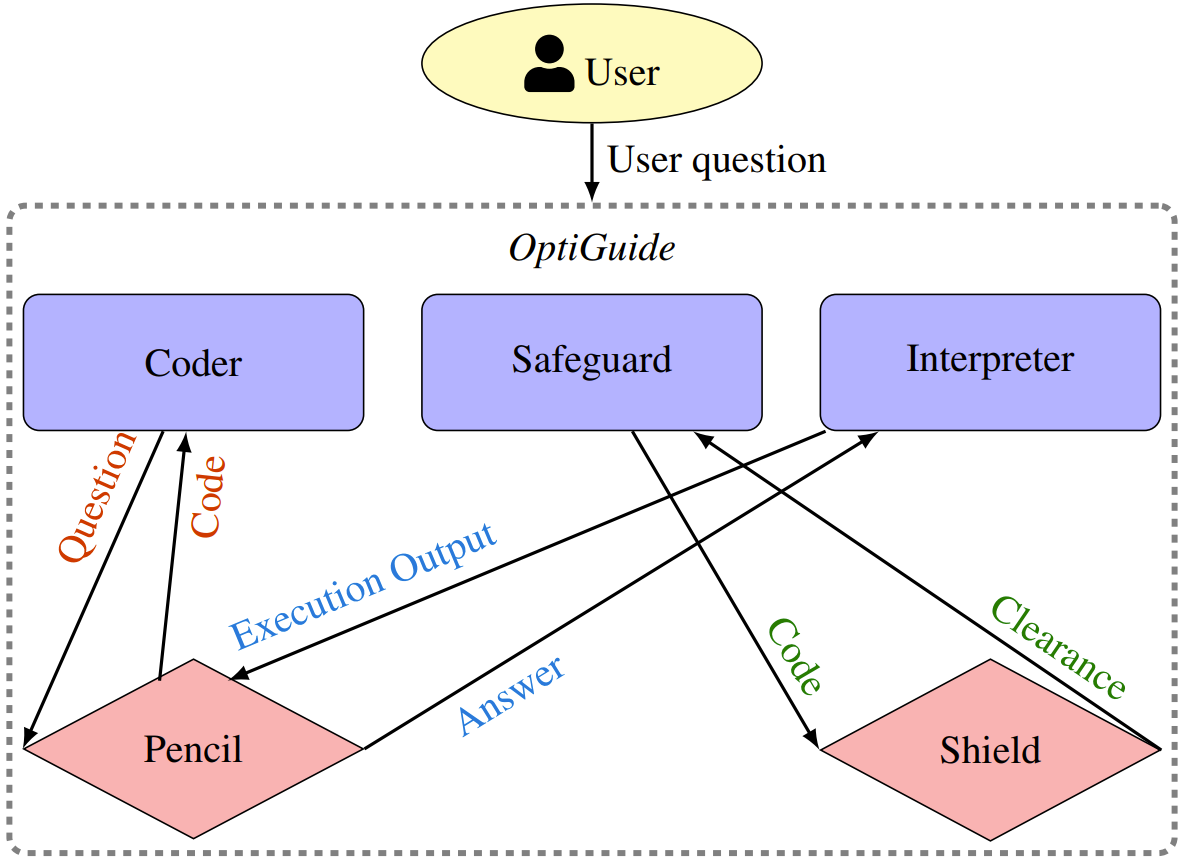 User
User question
OptiGuide
Coder
Safeguard
Interpreter
Question
Code
Execution Output
Answer
Code
Clearance
Pencil
Shield